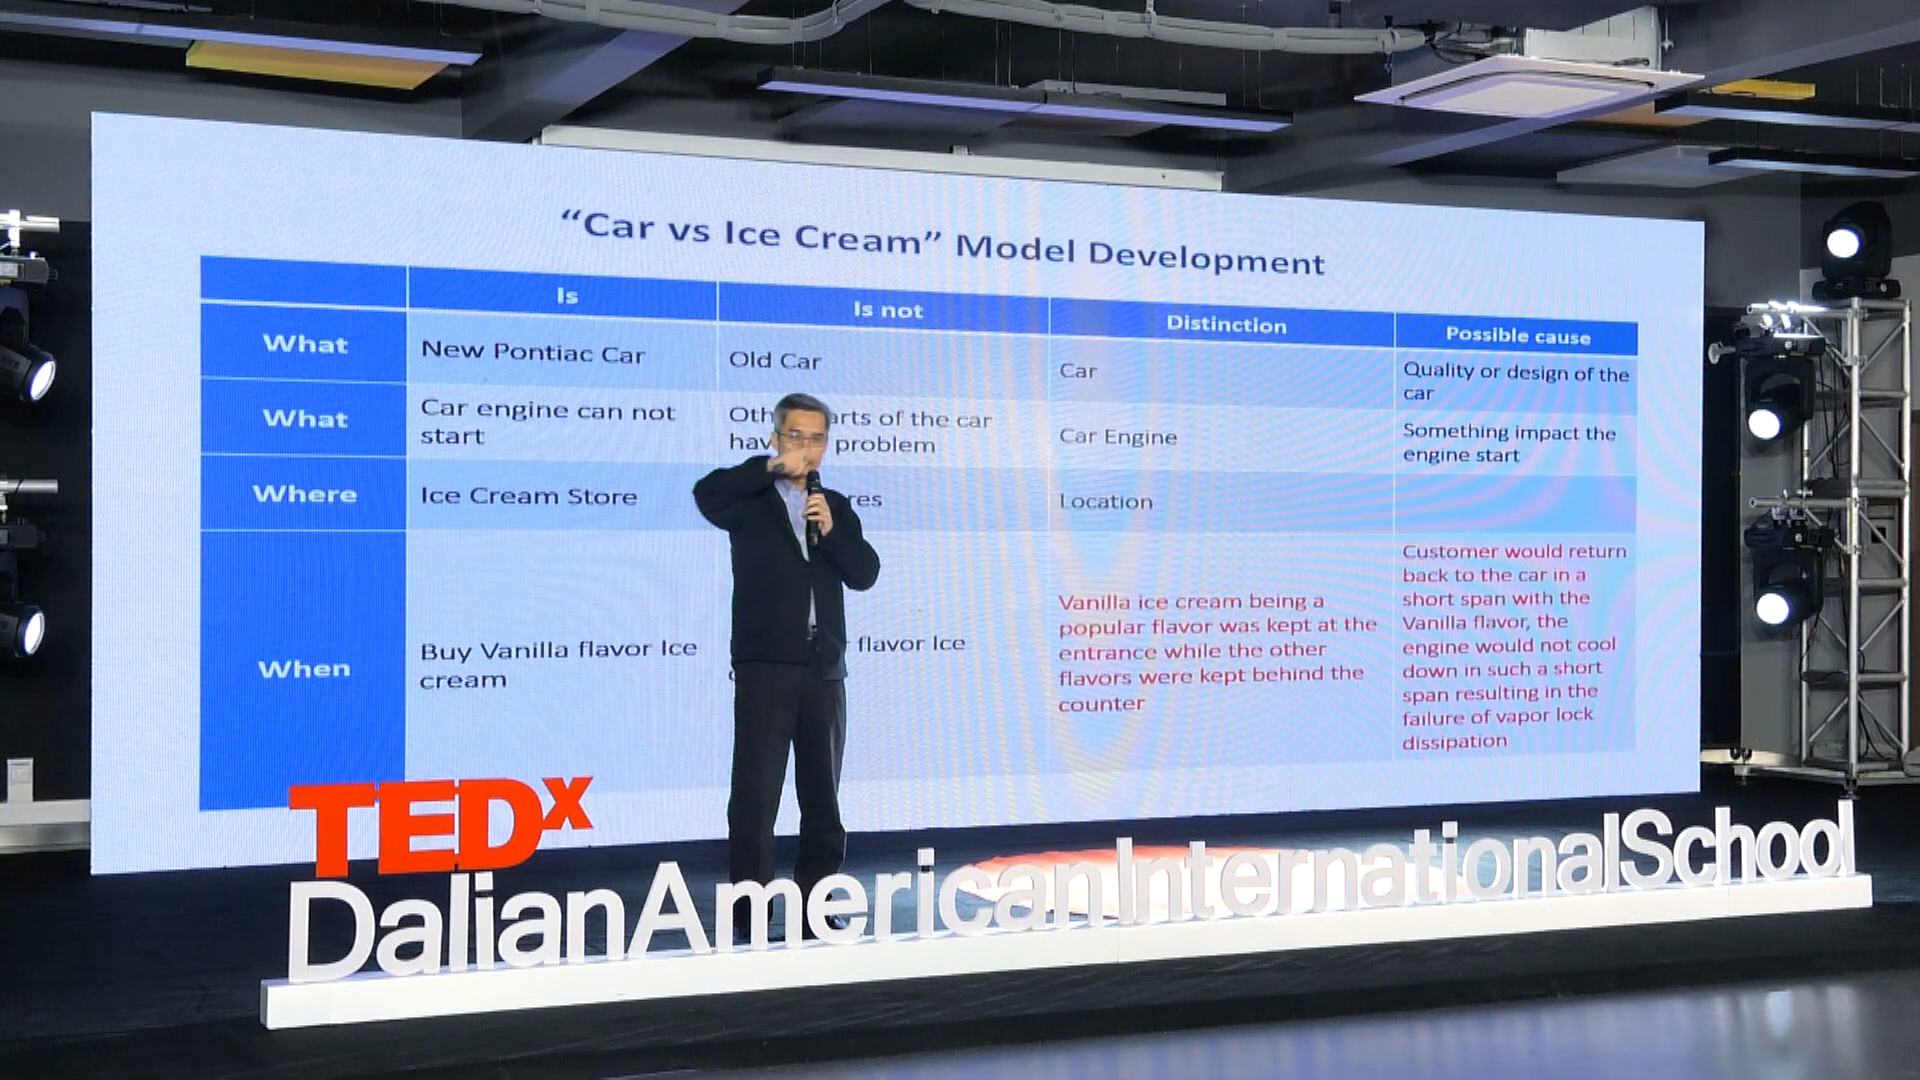 “Car vs Ice Cream” Model Development
Is
Is not
Distinction
Possible cause
What
New Pontiac Car
Old Car
Car
Quality or design of the
car
What
Car engine can not
start
arts of the car
problem
Car Engine
Something impact the
engine start
Where
Ice Cream Store
Location
When
Buy Vanilla flavor Ice
cream
flavor Ice
Vanilla ice cream being a
popular flavor was kept at the
entrance while the other
flavors were kept behind the
counter
Customer would return
back to the car in a
short span with the
Vanilla flavor, the
engine would not cool
down in such a short
span resulting in the
failure of vapor lock
dissipation
TEDx
DalianAmericanInternationalSchool